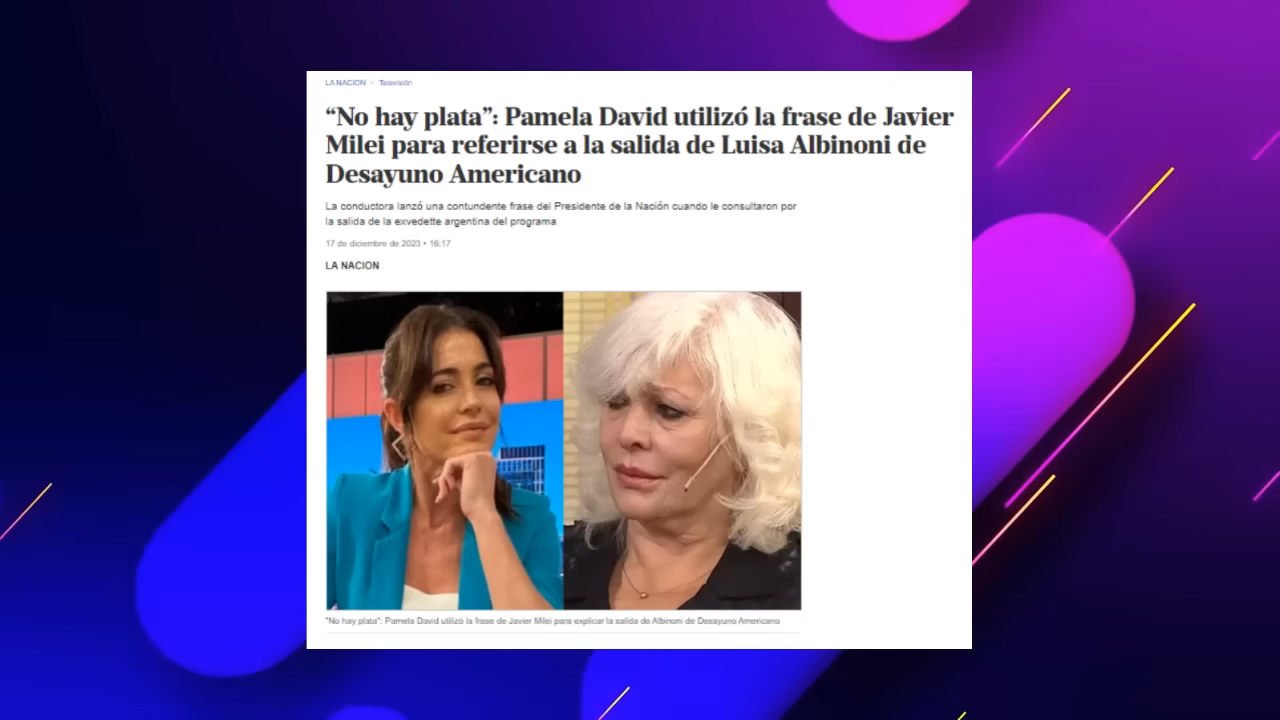 LA NACION - Televisión
“No hay plata”: Pamela David utilizó la frase de Javier
Milei para referirse a la salida de Luisa Albinoni de
Desayuno Americano
La conductora lanzó una contundente frase del Presidente de la Nación cuando le consultaron por
la salida de la exvedette argentina del programa
17 de diciembre de 2023 • 16:17
LA NACION
"No hay plata": Pamela David utilizó la frase de Javier Milei para explicar la salida de Albinoni de Desayuno Americano